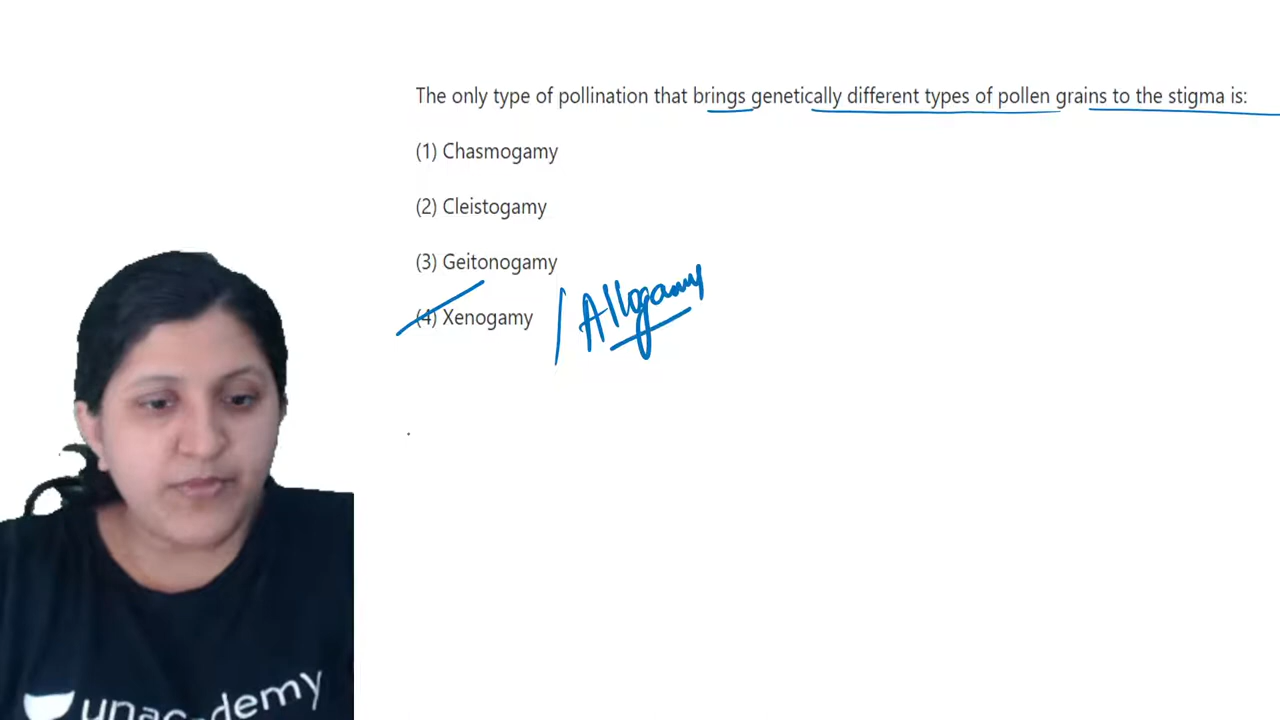 The only type of pollination that brings genetically different types of pollen grains to the stigma is:
(1) Chasmogamy
(2) Cleistogamy
(3) Geitonogamy
(4) Xenogamy / Allogamy
unacademy